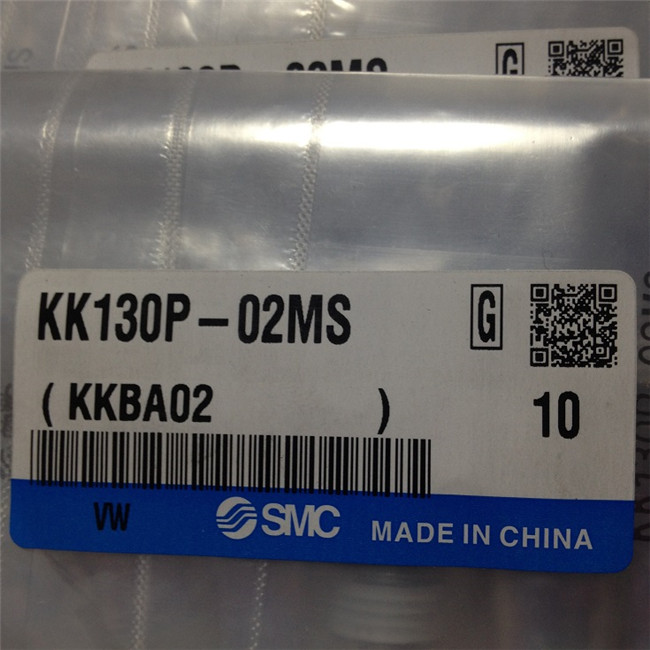 KK130P-02MS G
( KKBA02 ) 10
VW SMC MADE IN CHINA